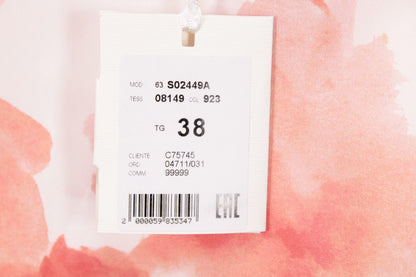 MOD 63 S02449A
TESS 08149 COL 923
TG 38
CLIENTE C75745
ORD 04711/031
COMM 99999
2 000059 835347
EAC